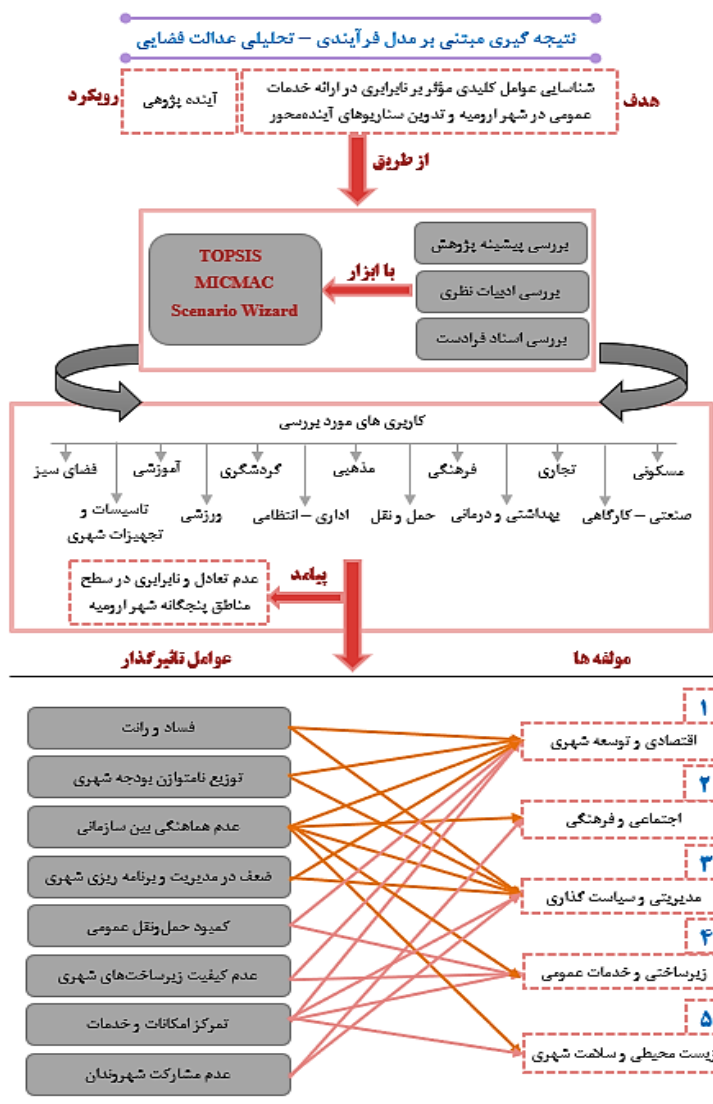 نتیجه گیری مبتنی بر مدل فرآیندی – تحلیلی عدالت فضایی
هدف
شناسایی عوامل کلیدی مؤثر بر نابرابری در ارائه خدمات
عمومی در شهر ارومیه و تدوین سناریوهای آینده‌محور
رویکرد
آینده پژوهی
از طریق
بررسی پیشینه پژوهش
بررسی ادبیات نظری
بررسی اسناد فرادست
با ابزار
TOPSIS
MICMAC
Scenario Wizard
کاربری های مورد بررسی
مسکونی
تجاری
فرهنگی
مذهبی
گردشگری
آموزشی
فضای سبز
صنعتی – کارگاهی
بهداشتی و درمانی
حمل و نقل
اداری – انتظامی
ورزشی
تاسیسات و
تجهیزات شهری
پیامد
عدم تعادل و نابرابری در سطح
مناطق پنجگانه شهر ارومیه
مولفه ها
۱
اقتصادی و توسعه شهری
۲
اجتماعی و فرهنگی
۳
مدیریتی و سیاست گذاری
۴
زیرساختی و خدمات عمومی
۵
زیست محیطی و سلامت شهری
عوامل تاثیرگذار
فساد و رانت
توزیع نامتوازن بودجه شهری
عدم هماهنگی بین سازمانی
ضعف در مدیریت و برنامه ریزی شهری
کمبود حمل‌ونقل عمومی
عدم کیفیت زیرساخت‌های شهری
تمرکز امکانات و خدمات
عدم مشارکت شهروندان